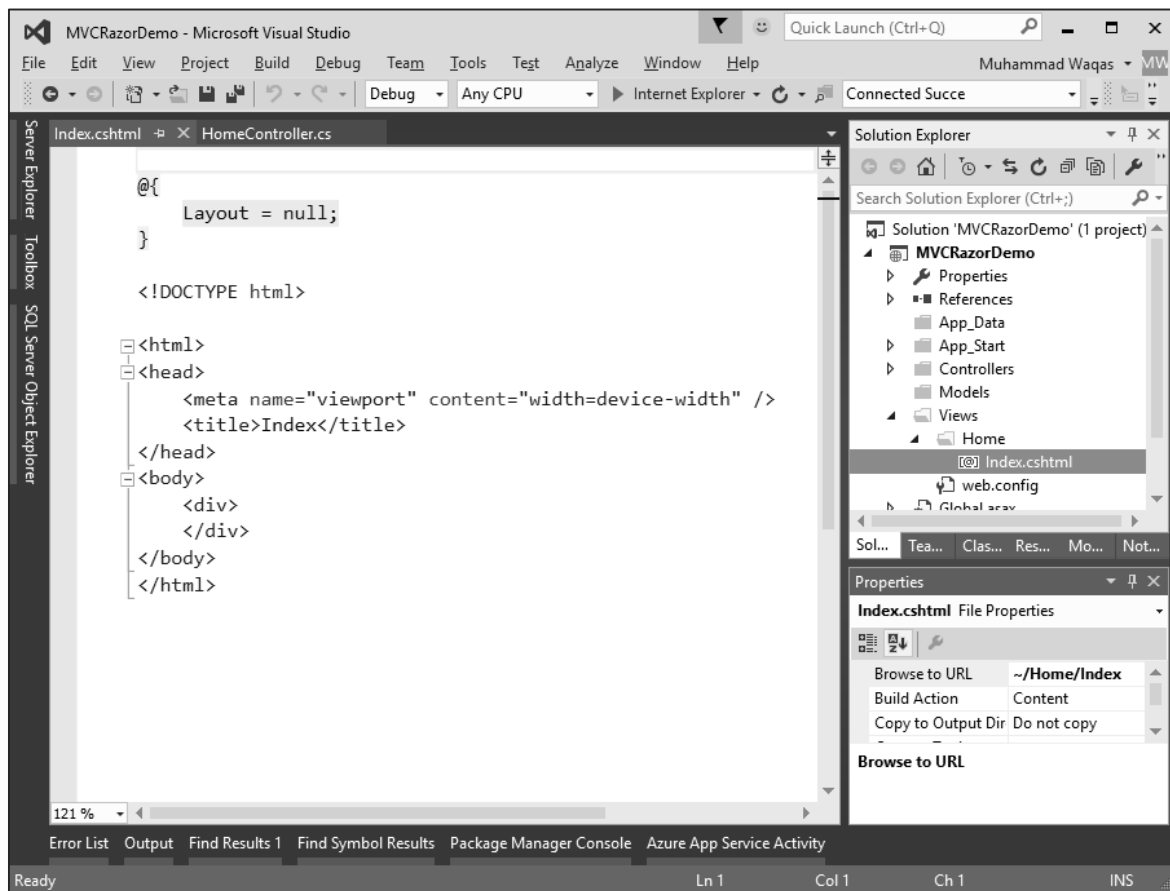 MVCRazorDemo - Microsoft Visual Studio
Quick Launch (Ctrl+Q)
File Edit View Project Build Debug Team Tools Test Analyze Window Help
Muhammad Waqas MW
Debug Any CPU Internet Explorer Connected Succe
Server Explorer
Toolbox
SQL Server Object Explorer
Index.cshtml HomeController.cs
@{
Layout = null;
}
<!DOCTYPE html>
<html>
<head>
<meta name="viewport" content="width=device-width" />
<title>Index</title>
</head>
<body>
<div>
</div>
</body>
</html>
121 %
Solution Explorer
Search Solution Explorer (Ctrl+;)
Solution 'MVCRazorDemo' (1 project)
MVCRazorDemo
Properties
References
App_Data
App_Start
Controllers
Models
Views
Home
[@] Index.cshtml
web.config
Global.asax
Sol... Tea... Clas... Res... Mo... Not...
Properties
Index.cshtml File Properties
Browse to URL ~/Home/Index
Build Action Content
Copy to Output Dir Do not copy
Browse to URL
Error List Output Find Results 1 Find Symbol Results Package Manager Console Azure App Service Activity
Ready Ln 1 Col 1 Ch 1 INS